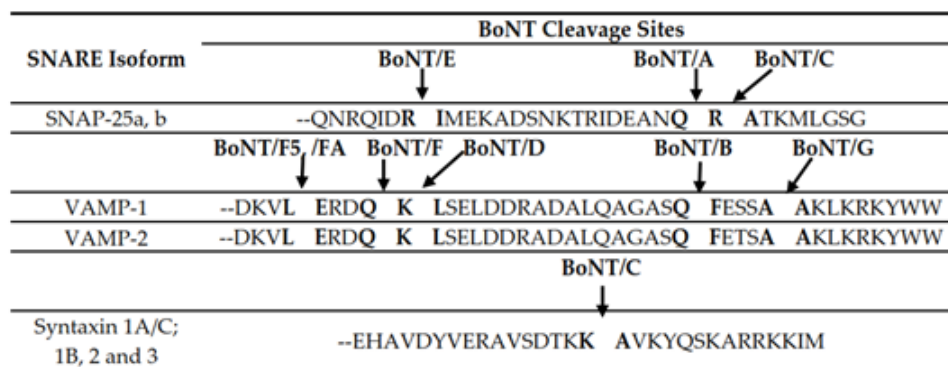 BoNT Cleavage Sites
SNARE Isoform
BoNT/E BoNT/A BoNT/C
SNAP-25a, b --QNRQIDR IMEKADSNKTRIDEANQ R ATKMLGSG
BoNT/F5, /FA BoNT/F BoNT/D BoNT/B BoNT/G
VAMP-1 --DKVL ERDQ K LSELDDRADALQAGASQ FESSA AKLKRKYWW
VAMP-2 --DKVL ERDQ K LSELDDRADALQAGASQ FETSA AKLKRKYWW
BoNT/C
Syntaxin 1A/C;
1B, 2 and 3
--EHAVDYVERAVSDTKK AVKYQSKARRKKIM